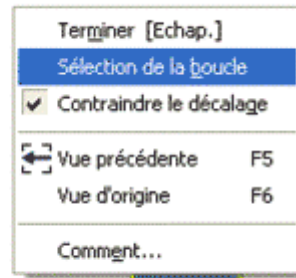 Terminer [Echap.]
Sélection de la boucle
Contraindre le décalage
Vue précédente F5
Vue d'origine F6
Comment...